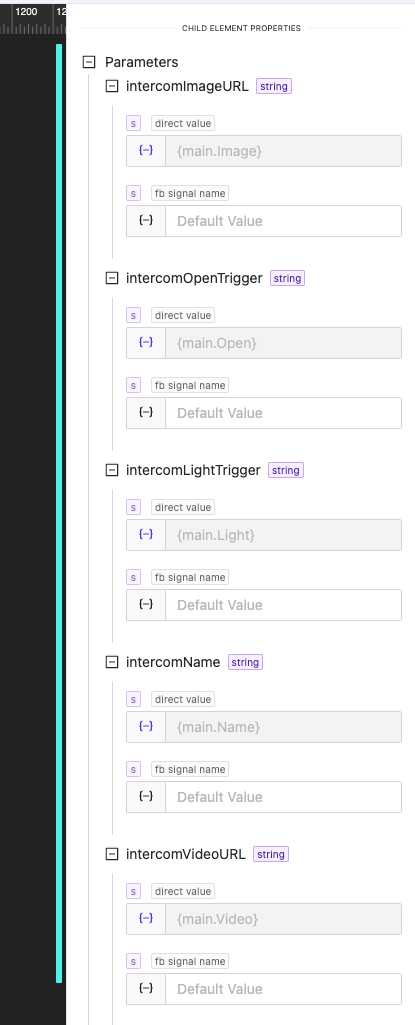 1200 12
CHILD ELEMENT PROPERTIES
Parameters
intercomImageURL string
s direct value
{↔} {main.Image}
s fb signal name
{↔} Default Value
intercomOpenTrigger string
s direct value
{↔} {main.Open}
s fb signal name
{↔} Default Value
intercomLightTrigger string
s direct value
{↔} {main.Light}
s fb signal name
{↔} Default Value
intercomName string
s direct value
{↔} {main.Name}
s fb signal name
{↔} Default Value
intercomVideoURL string
s direct value
{↔} {main.Video}
s fb signal name
{↔} Default Value